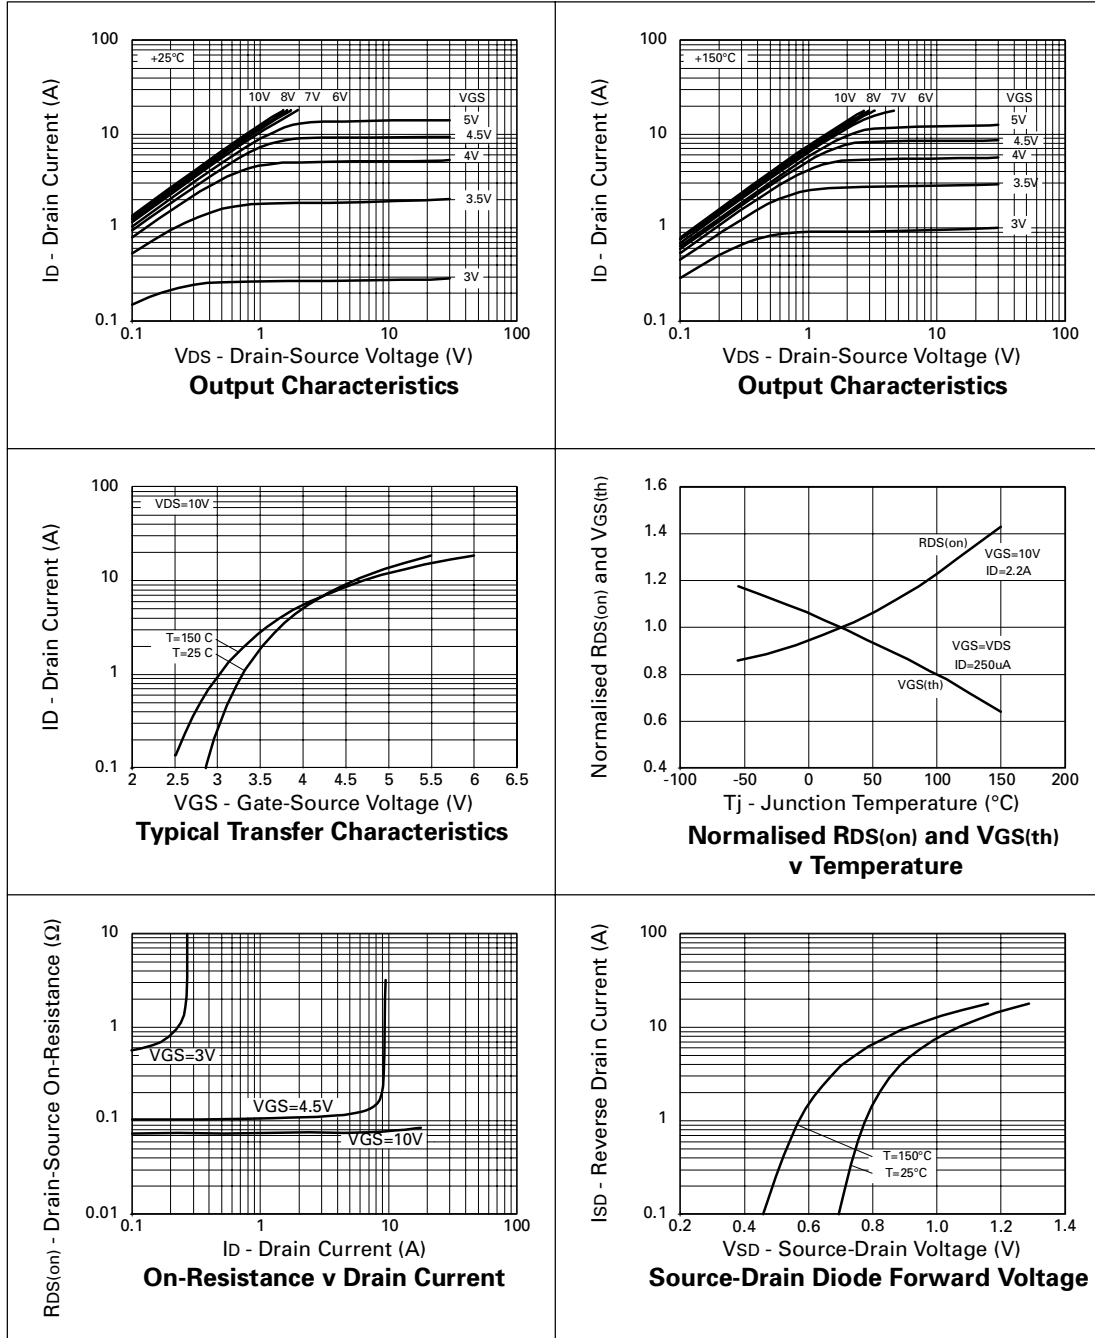 100
+25°C
10V 8V 7V 6V VGS
10
5V
4.5V
4V
3.5V
1
3V
0.1
0.1 1 10 100
ID - Drain Current (A)
VDS - Drain-Source Voltage (V)
Output Characteristics
100
+150°C
10V 8V 7V 6V VGS
10
5V
4.5V
4V
3.5V
1
3V
0.1
0.1 1 10 100
ID - Drain Current (A)
VDS - Drain-Source Voltage (V)
Output Characteristics
100
VDS=10V
10
T=150 C
T=25 C
1
0.1
2 2.5 3 3.5 4 4.5 5 5.5 6 6.5
ID - Drain Current (A)
VGS - Gate-Source Voltage (V)
Typical Transfer Characteristics
1.6
1.4
RDS(on)
VGS=10V
ID=2.2A
1.2
1.0
VGS=VDS
ID=250uA
0.8
VGS(th)
0.6
0.4
-100 -50 0 50 100 150 200
Normalised RDS(on) and VGS(th)
Tj - Junction Temperature (°C)
Normalised RDS(on) and VGS(th)
v Temperature
10
1
VGS=3V
VGS=4.5V
0.1
VGS=10V
0.01
0.1 1 10 100
RDS(on) - Drain-Source On-Resistance (Ω)
ID - Drain Current (A)
On-Resistance v Drain Current
100
10
1
T=150°C
T=25°C
0.1
0.2 0.4 0.6 0.8 1.0 1.2 1.4
ISD - Reverse Drain Current (A)
VSD - Source-Drain Voltage (V)
Source-Drain Diode Forward Voltage